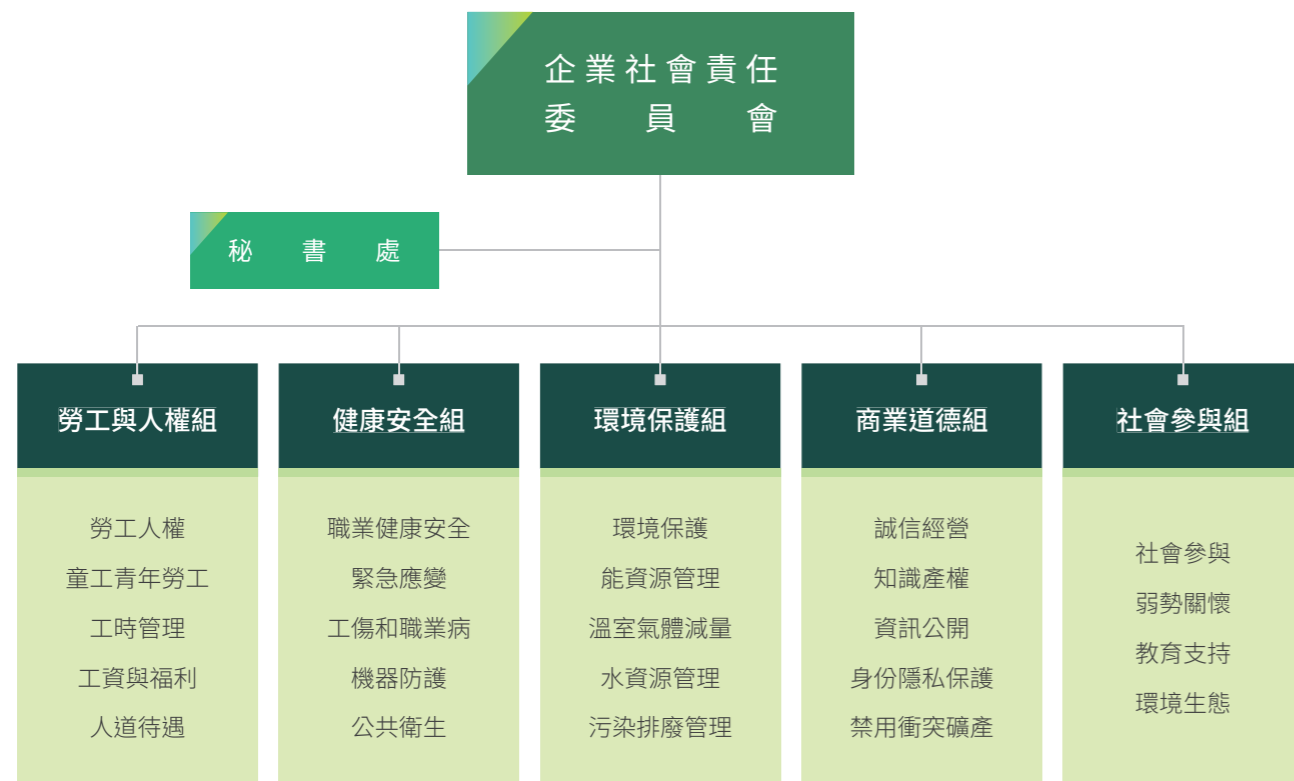 企業社會責任
委員會
秘書處
勞工與人權組
勞工人權
童工青年勞工
工時管理
工資與福利
人道待遇
健康安全組
職業健康安全
緊急應變
工傷和職業病
機器防護
公共衛生
環境保護組
環境保護
能資源管理
溫室氣體減量
水資源管理
污染排廢管理
商業道德組
誠信經營
知識產權
資訊公開
身份隱私保護
禁用衝突礦產
社會參與組
社會參與
弱勢關懷
教育支持
環境生態